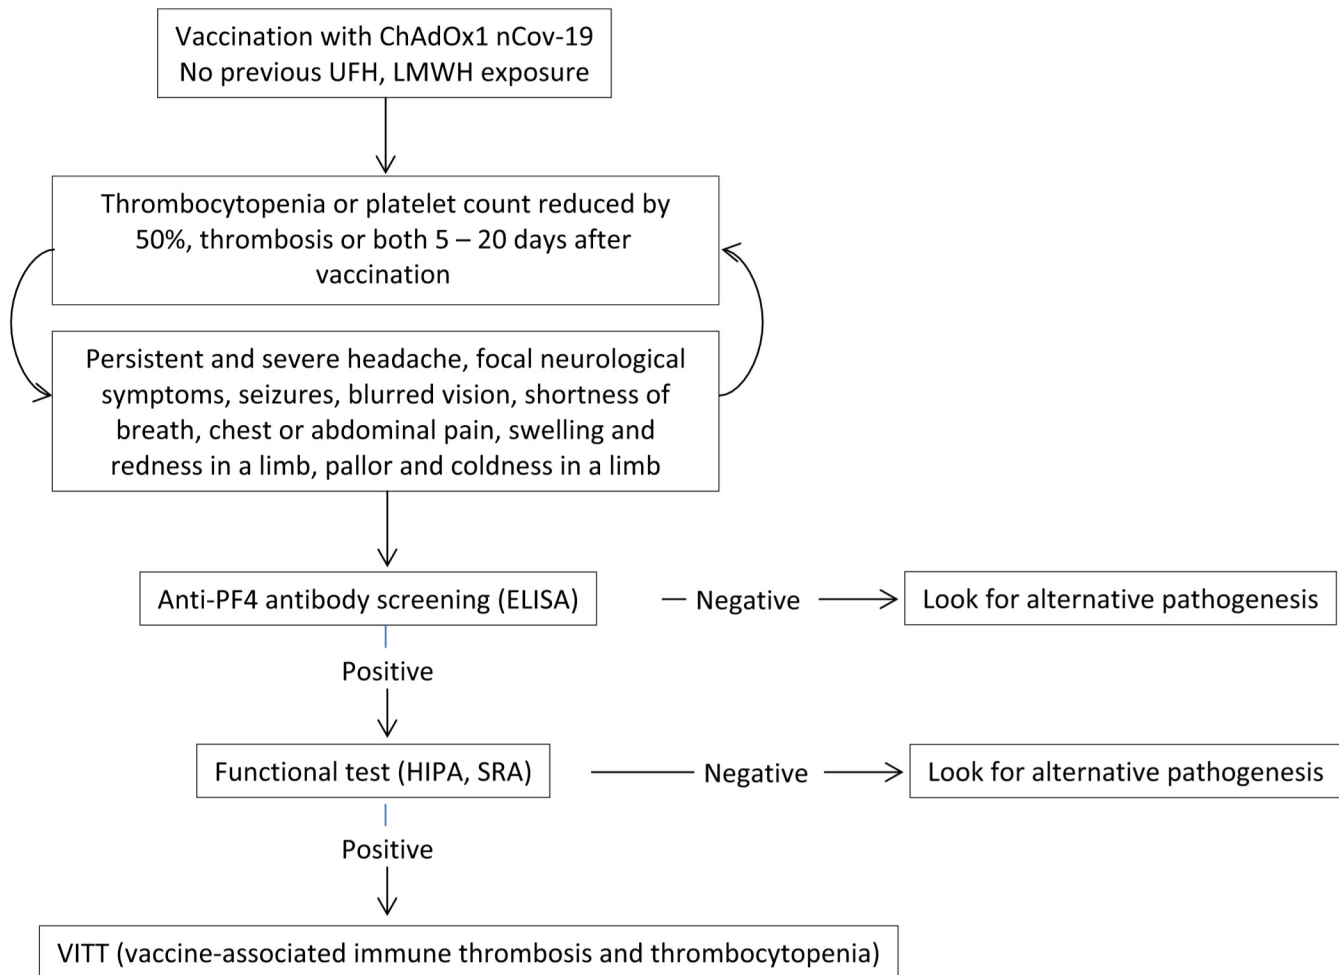 Vaccination with ChAdOx1 nCov-19
No previous UFH, LMWH exposure
Thrombocytopenia or platelet count reduced by
50%, thrombosis or both 5 – 20 days after
vaccination
Persistent and severe headache, focal neurological
symptoms, seizures, blurred vision, shortness of
breath, chest or abdominal pain, swelling and
redness in a limb, pallor and coldness in a limb
Anti-PF4 antibody screening (ELISA)
Negative
Look for alternative pathogenesis
Positive
Functional test (HIPA, SRA)
Negative
Look for alternative pathogenesis
Positive
VITT (vaccine-associated immune thrombosis and thrombocytopenia)